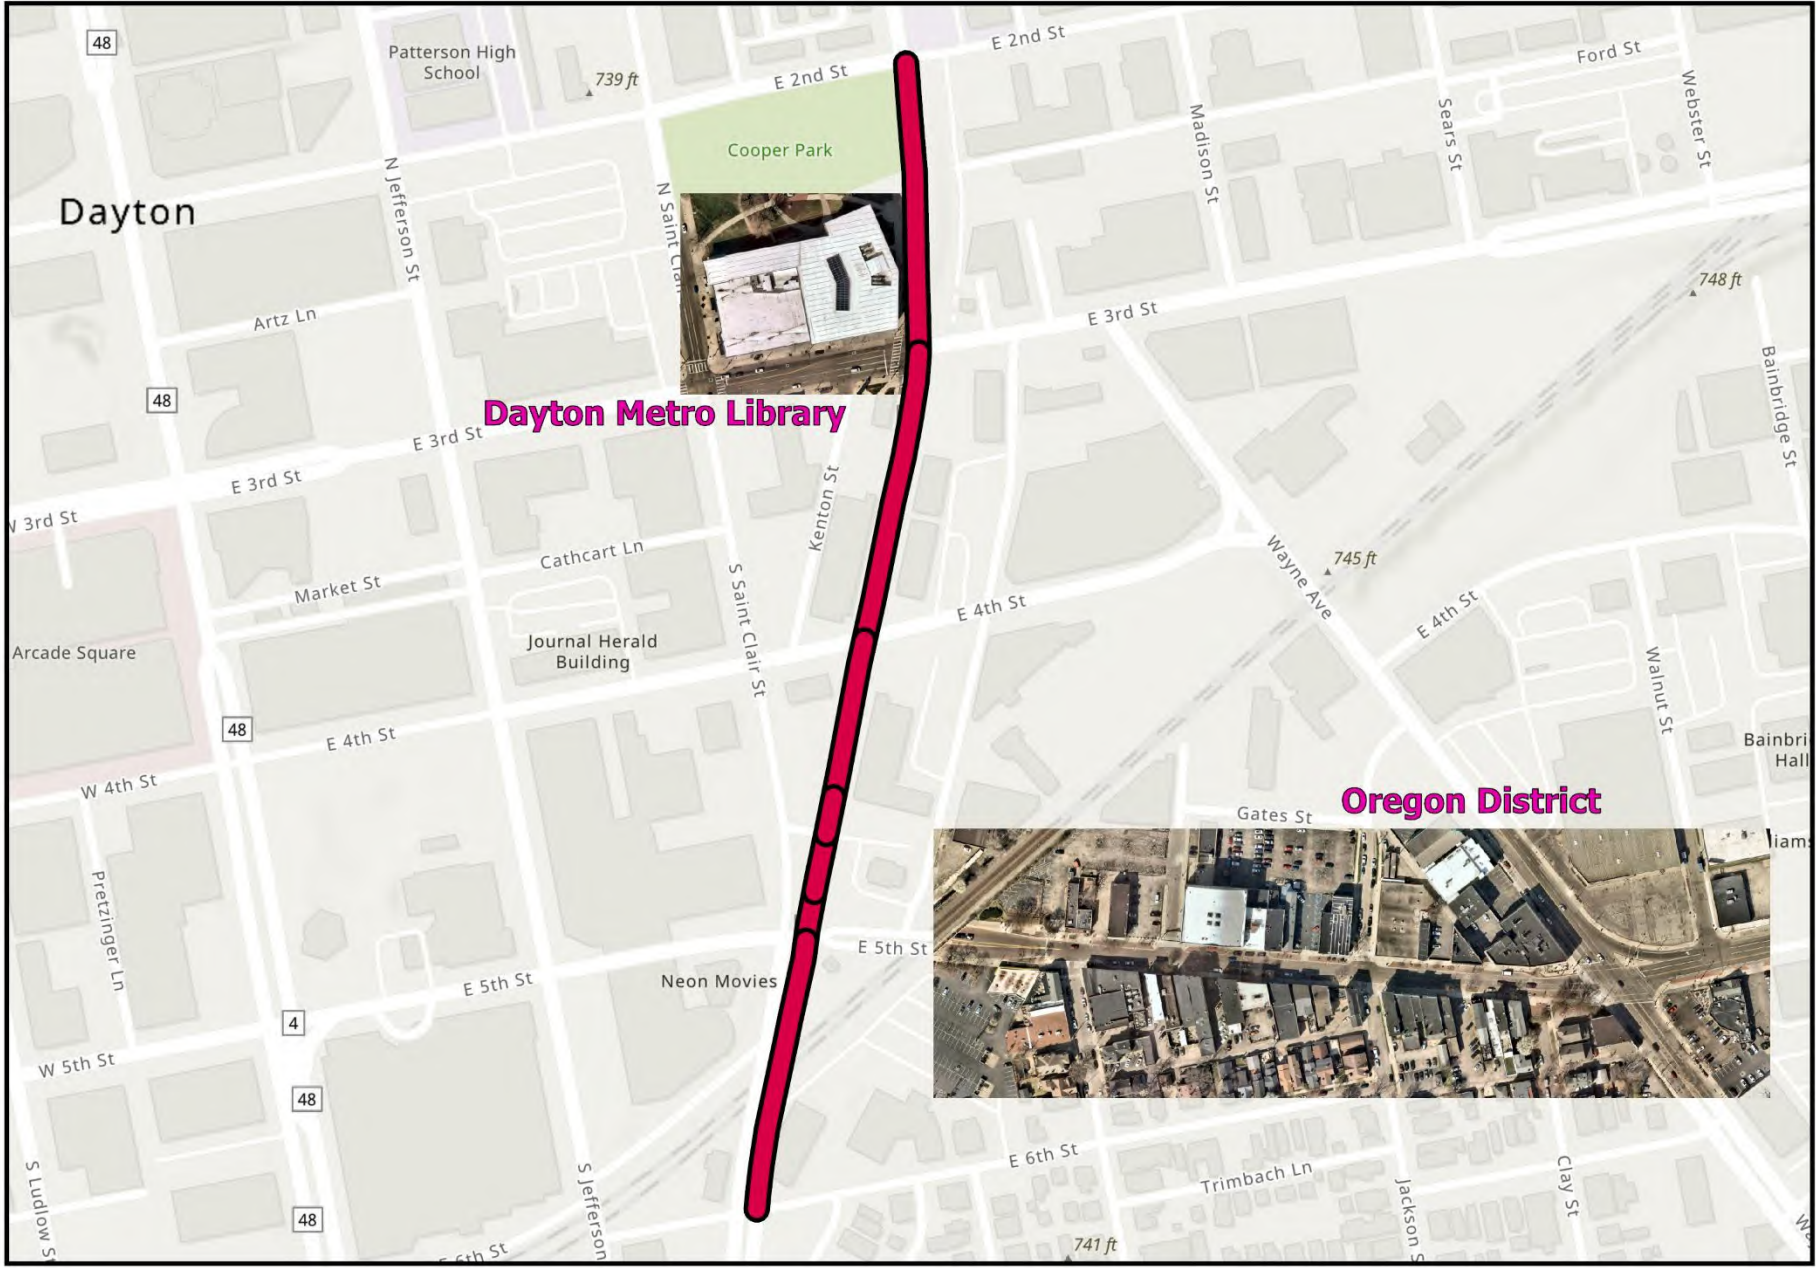 48
Patterson High
School
739 ft
E 2nd St
E 2nd St
Ford St
Webster St
Cooper Park
Madison St
Sears St
N Jefferson St
N Saint Clair
Dayton
748 ft
Artz Ln
E 3rd St
Bainbridge St
48
Dayton Metro Library
E 3rd St
E 3rd St
W 3rd St
Kenton St
Cathcart Ln
Market St
S Saint Clair St
Wayne Ave
745 ft
E 4th St
E 4th St
Arcade Square
Journal Herald
Building
Walnut St
48
E 4th St
W 4th St
Bainbri
Hall
Oregon District
Gates St
liams
Pretzinger Ln
E 5th St
Neon Movies
E 5th St
4
W 5th St
48
E 6th St
Trimbach Ln
S Ludlow St
S Jefferson
Jackson S
Clay St
48
E 6th St
741 ft